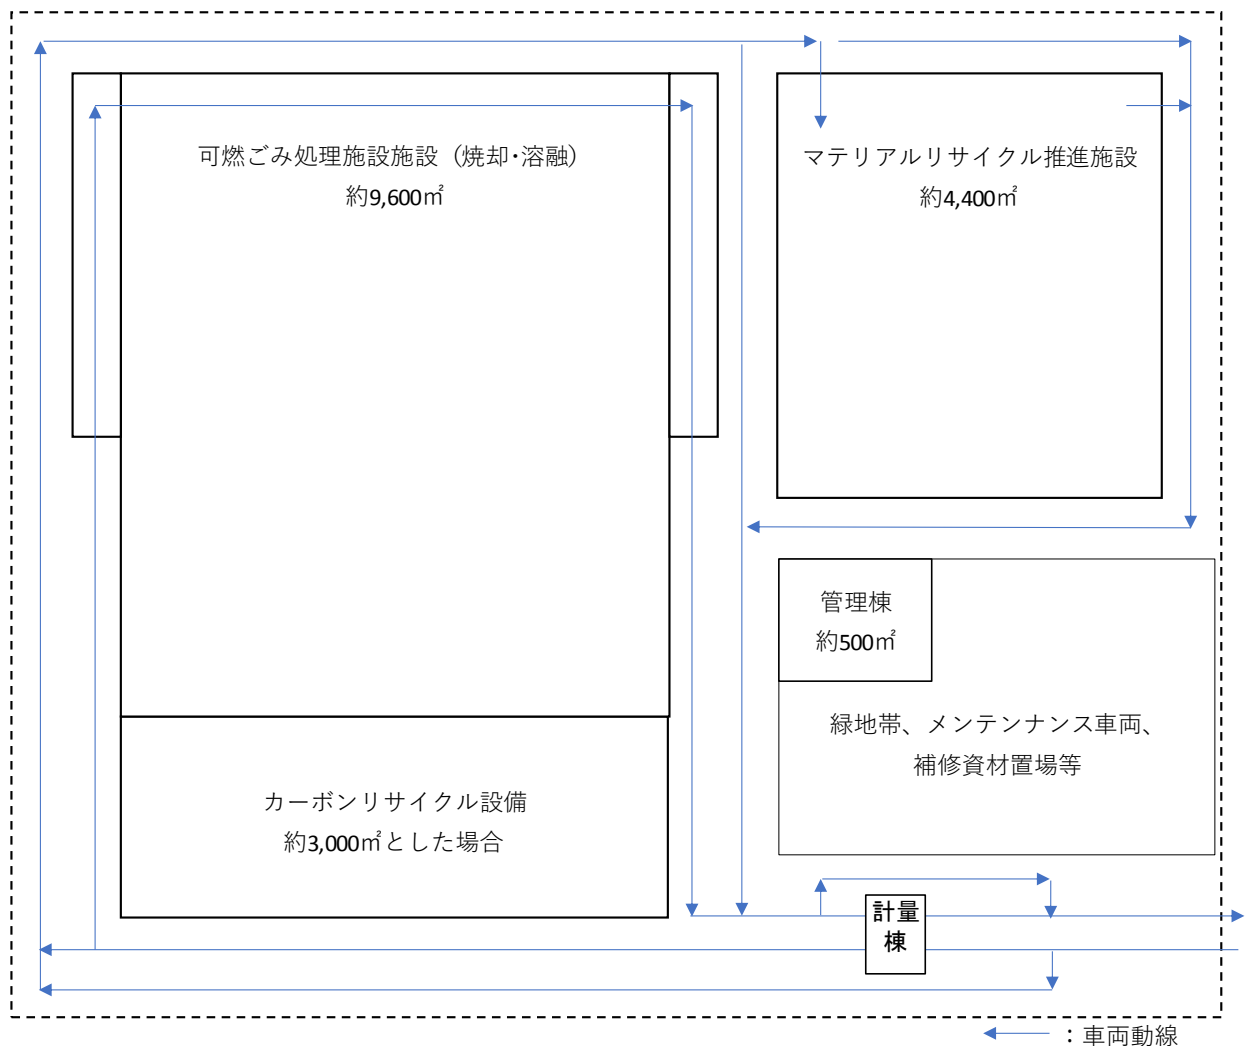 可燃ごみ処理施設施設（焼却･溶融）
約9,600㎡
マテリアルリサイクル推進施設
約4,400㎡
管理棟
約500㎡
緑地帯、メンテンナンス車両、
補修資材置場等
カーボンリサイクル設備
約3,000㎡とした場合
計量
棟
：車両動線